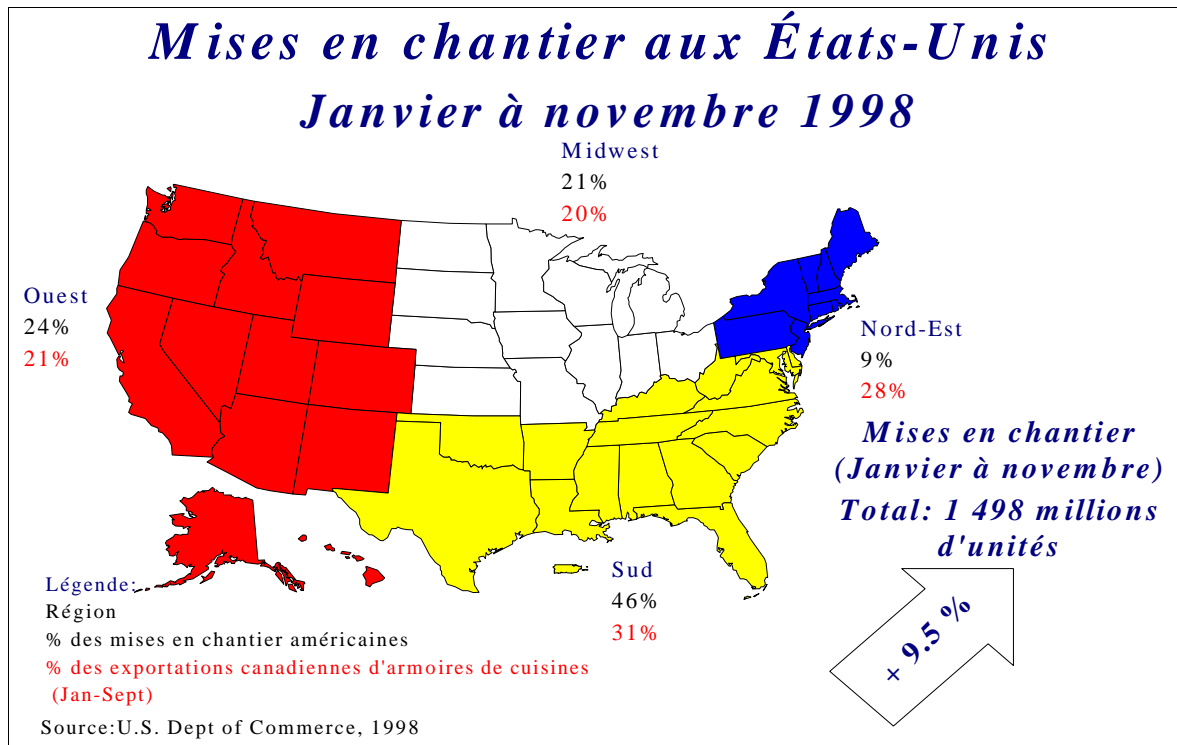 Mises en chantier aux États-Unis
Janvier à novembre 1998
Midwest
21%
20%
Ouest
24%
21%
Nord-Est
9%
28%
Mises en chantier
(Janvier à novembre)
Total: 1 498 millions
d'unités
+ 9.5 %
Sud
46%
31%
Légende:
Région
% des mises en chantier américaines
% des exportations canadiennes d'armoires de cuisines
(Jan-Sept)
Source:U.S. Dept of Commerce, 1998